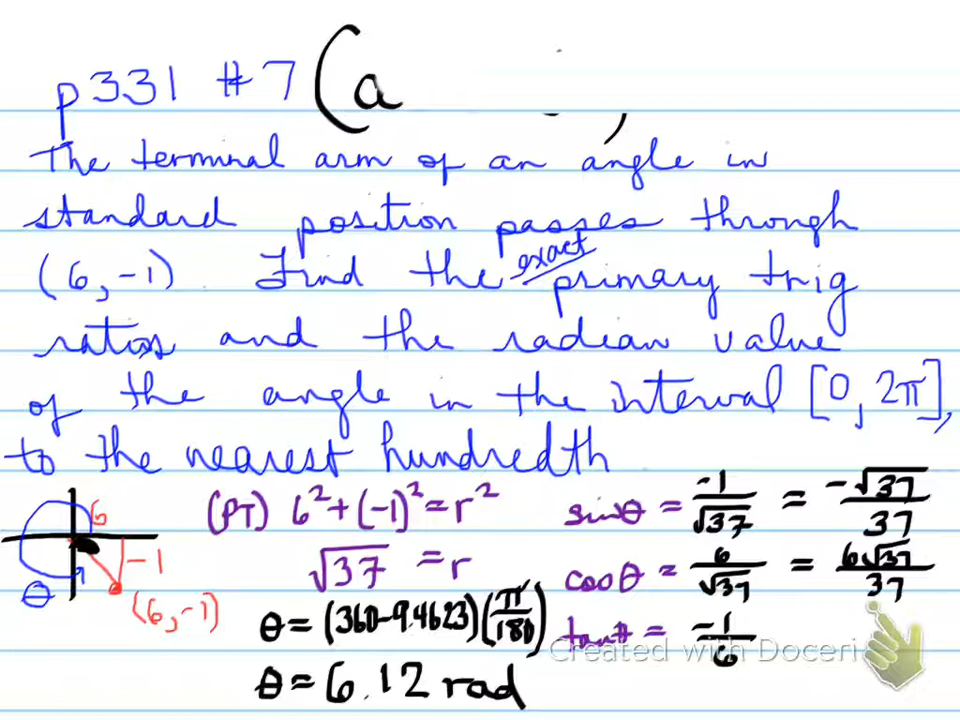 p331 #7 (a
The terminal arm of an angle in
standard position passes through
(6, -1) Find the exact primary trig
ratios and the radian value
of the angle in the interval [0, 2π],
to the nearest hundredth
(PT) 6² + (-1)² = r²
√37 = r
θ = (360-9.4623)(π/180)
θ = 6.12 rad
sinθ = -1/√37 = -√37/37
cosθ = 6/√37 = 6√37/37
tanθ = -1/6
6
-1
θ
(6, -1)
Created with Doceri